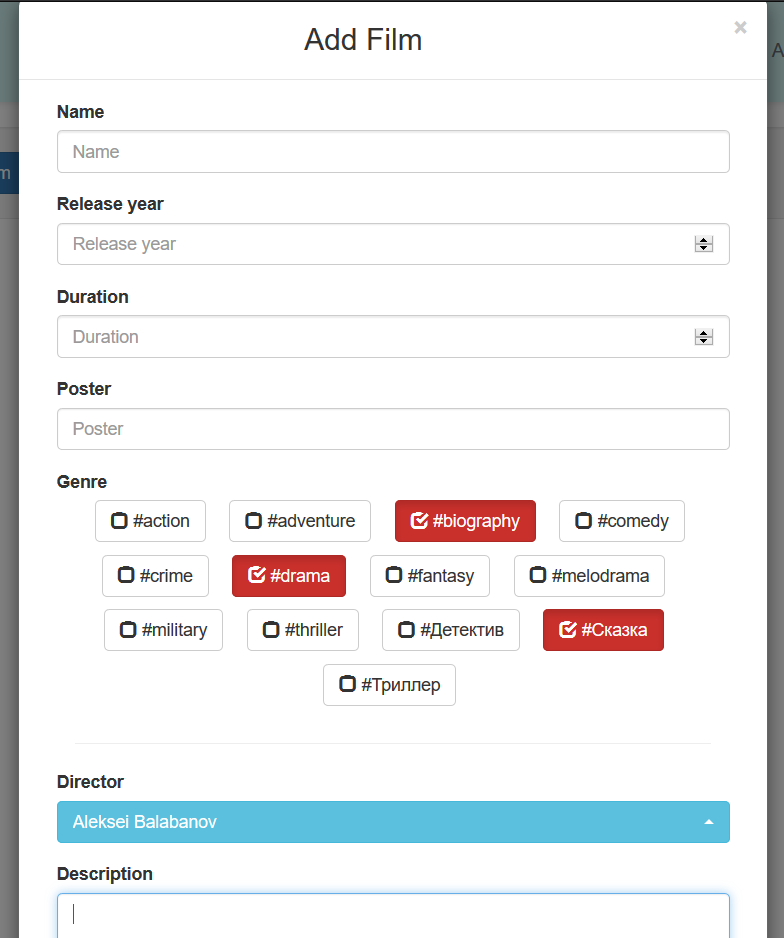 Add Film
×
A
Name
Name
m
Release year
Release year
Duration
Duration
Poster
Poster
Genre
#action #adventure #biography #comedy
#crime #drama #fantasy #melodrama
#military #thriller #Детектив #Сказка
#Триллер
Director
Aleksei Balabanov
Description